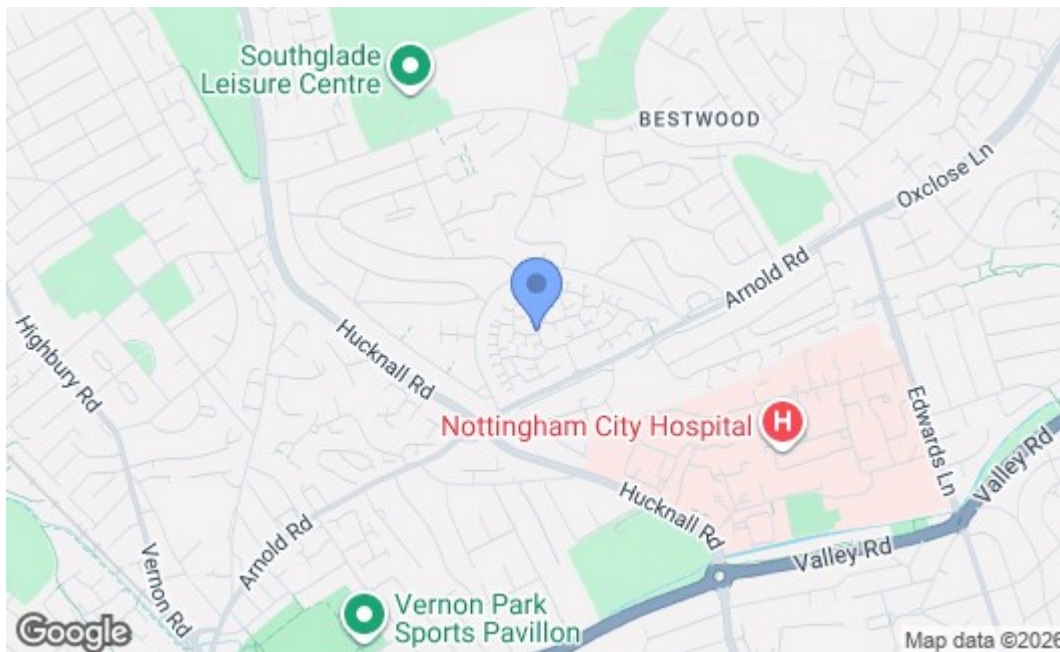 Southglade
Leisure Centre
BESTWOOD
Oxclose Ln
Arnold Rd
Highbury Rd
Hucknall Rd
Nottingham City Hospital
H
Edwards Ln
Valley Rd
Hucknall Rd
Arnold Rd
Vernon Rd
Valley Rd
Vernon Park
Sports Pavillon
Google
Map data ©2026